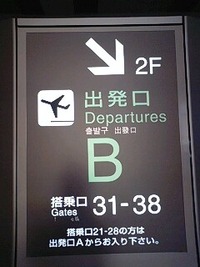 2F
出発口
Departures
출발구 出發口
B
搭乗口
Gates
31-38
搭乗口21-28の方は
出発口Aからお入り下さい。